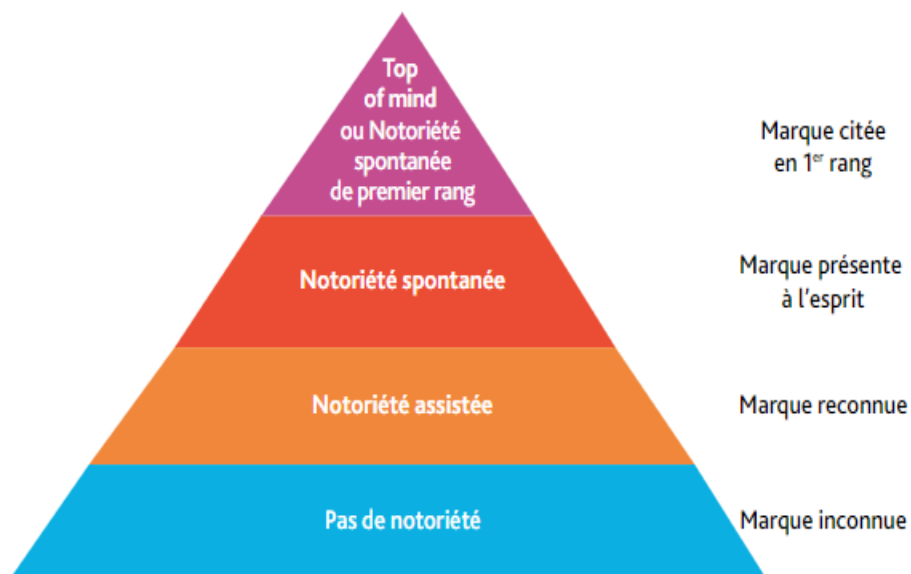 Top
of mind
ou Notoriété
spontanée
de premier rang
Marque citée
en 1er rang
Notoriété spontanée
Marque présente
à l'esprit
Notoriété assistée
Marque reconnue
Pas de notoriété
Marque inconnue